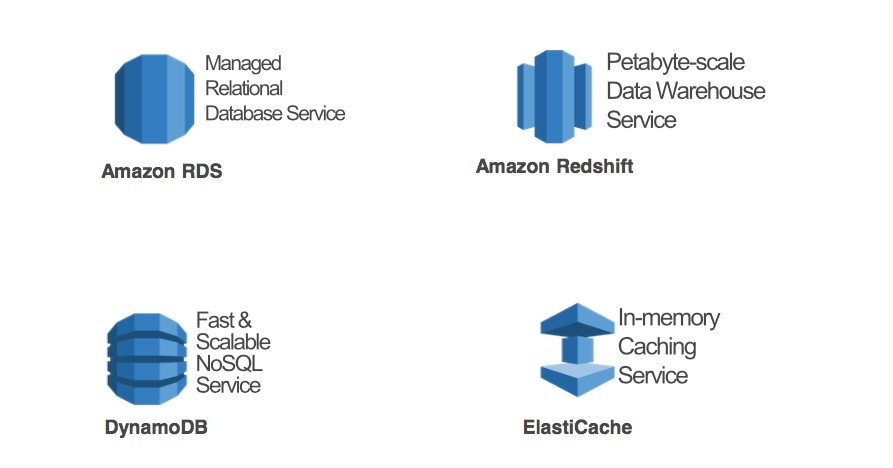 Managed
Relational
Database Service
Amazon RDS
Petabyte-scale
Data Warehouse
Service
Amazon Redshift
Fast &
Scalable
NoSQL
Service
DynamoDB
In-memory
Caching
Service
ElastiCache